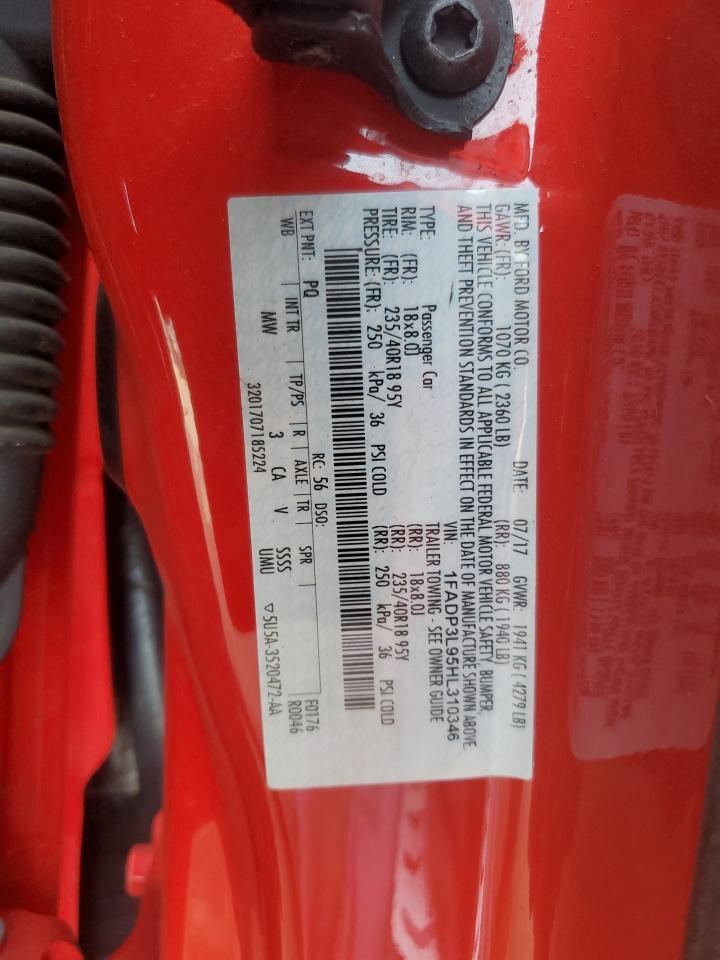 MFD. BY FORD MOTOR CO. DATE: 07/17 GVWR: 1941 KG ( 4279 LB)
GAWR: (FR): 1070 KG ( 2360 LB) (RR): 880 KG ( 1940 LB)
THIS VEHICLE CONFORMS TO ALL APPLICABLE FEDERAL MOTOR VEHICLE SAFETY, BUMPER,
AND THEFT PREVENTION STANDARDS IN EFFECT ON THE DATE OF MANUFACTURE SHOWN ABOVE
VIN: 1FADP3L95HL310346
TYPE: Passenger Car TRAILER TOWING - SEE OWNER GUIDE
RIM: (FR): 18x8.0J (RR): 18x8.0J
TIRE: (FR): 235/40R18 95Y (RR): 235/40R18 95Y
PRESSURE: (FR): 250 kPa/ 36 PSI COLD (RR): 250 kPa/ 36 PSI COLD
EXT PNT: PQ RC: 56 DSO: F0176
WB | INT TR | TP/PS | R | AXLE | TR | SPR | R0046
MW 3 CA V SSSS
3201707185224 UMU ▽5U5A-3520472-AA